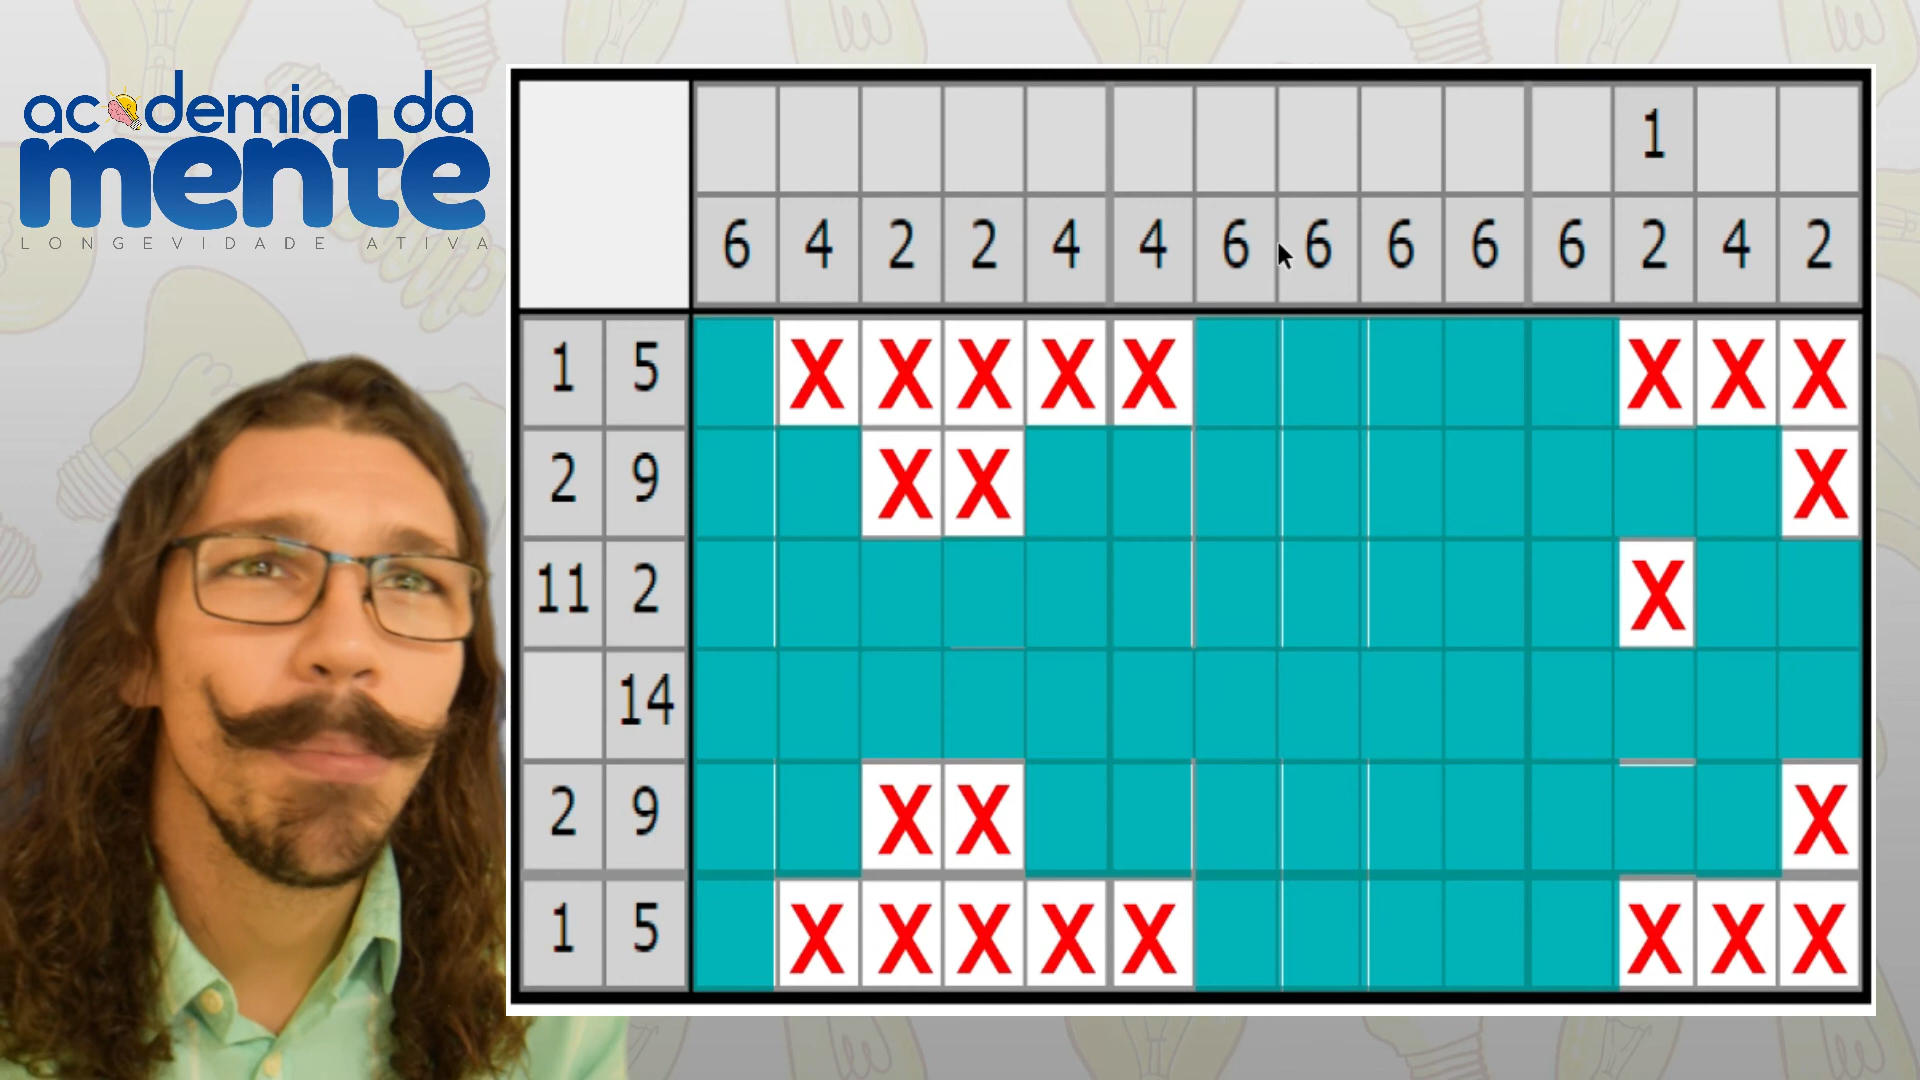 academia da
mente
LONGEVIDADE ATIVA
1
6 4 2 2 4 4 6 6 6 6 6 2 4 2
1 5 X X X X X X X X
2 9 X X X
11 2 X
14
2 9 X X X
1 5 X X X X X X X X